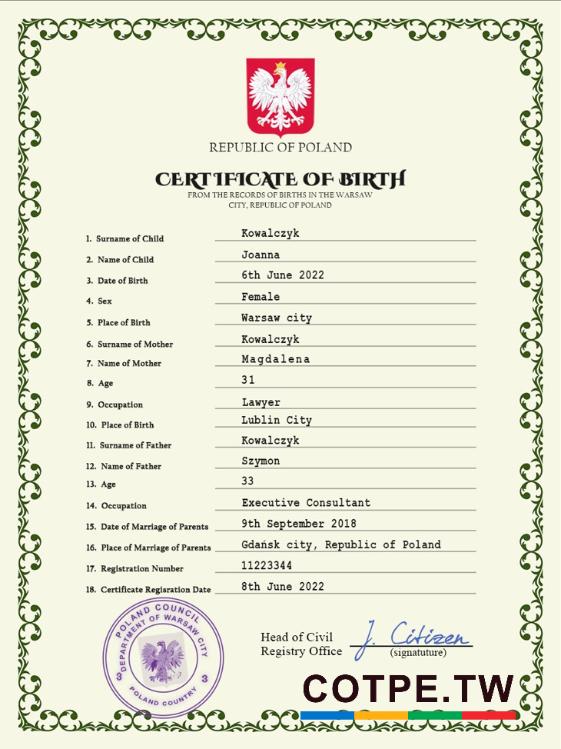 REPUBLIC OF POLAND
CERTIFICATE OF BIRTH
FROM THE RECORDS OF BIRTHS IN THE WARSAW
CITY, REPUBLIC OF POLAND
1. Surname of Child Kowalczyk
2. Name of Child Joanna
3. Date of Birth 6th June 2022
4. Sex Female
5. Place of Birth Warsaw city
6. Surname of Mother Kowalczyk
7. Name of Mother Magdalena
8. Age 31
9. Occupation Lawyer
10. Place of Birth Lublin City
11. Surname of Father Kowalczyk
12. Name of Father Szymon
13. Age 33
14. Occupation Executive Consultant
15. Date of Marriage of Parents 9th September 2018
16. Place of Marriage of Parents Gdańsk city, Republic of Poland
17. Registration Number 11223344
18. Certificate Regisration Date 8th June 2022
POLAND COUNCIL
DEPARTMENT OF WARSAW CITY
3 3
POLAND COUNTRY
Head of Civil J. Citizen
Registry Office (signatuture)
COTPE.TW